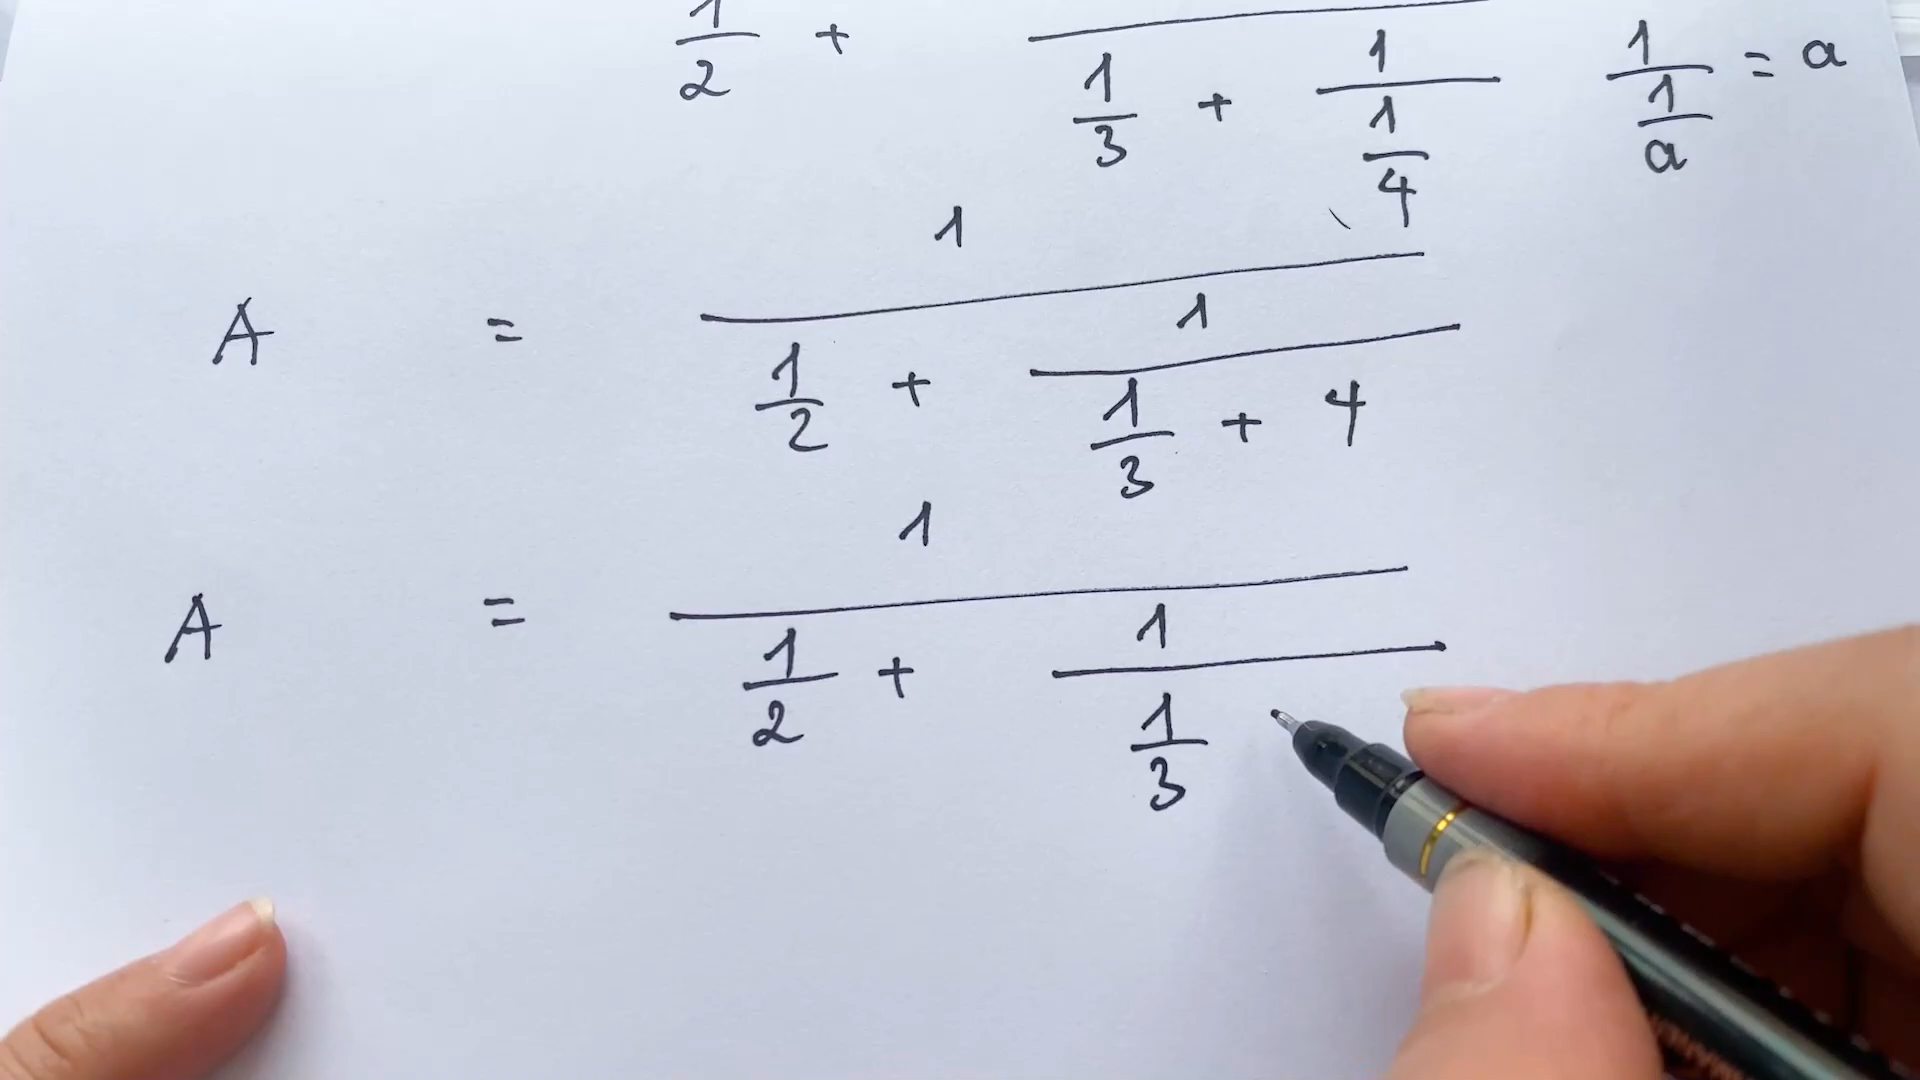 1/2 + 1/3 + 1/(1/4) 1/(1/a) = a
A = 1/(1/2 + 1/(1/3 + 4))
A = 1/(1/2 + 1/(1/3